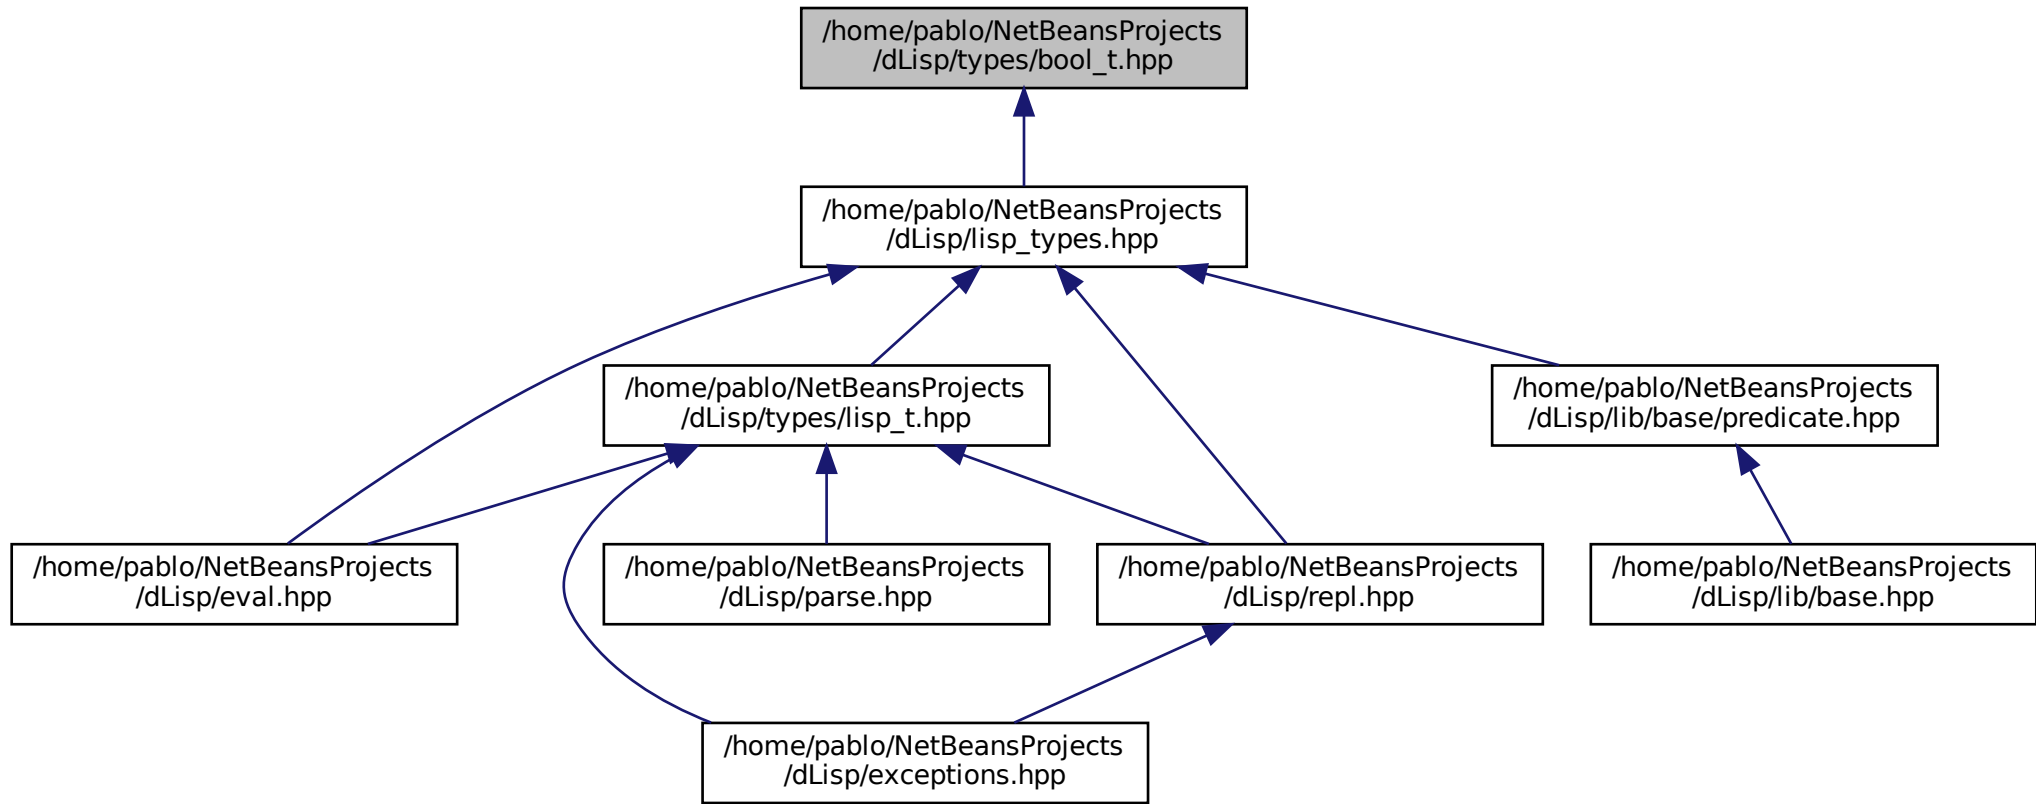 /home/pablo/NetBeansProjects
/dLisp/types/bool_t.hpp
/home/pablo/NetBeansProjects
/dLisp/lisp_types.hpp
/home/pablo/NetBeansProjects
/dLisp/types/lisp_t.hpp
/home/pablo/NetBeansProjects
/dLisp/lib/base/predicate.hpp
/home/pablo/NetBeansProjects
/dLisp/eval.hpp
/home/pablo/NetBeansProjects
/dLisp/parse.hpp
/home/pablo/NetBeansProjects
/dLisp/repl.hpp
/home/pablo/NetBeansProjects
/dLisp/lib/base.hpp
/home/pablo/NetBeansProjects
/dLisp/exceptions.hpp